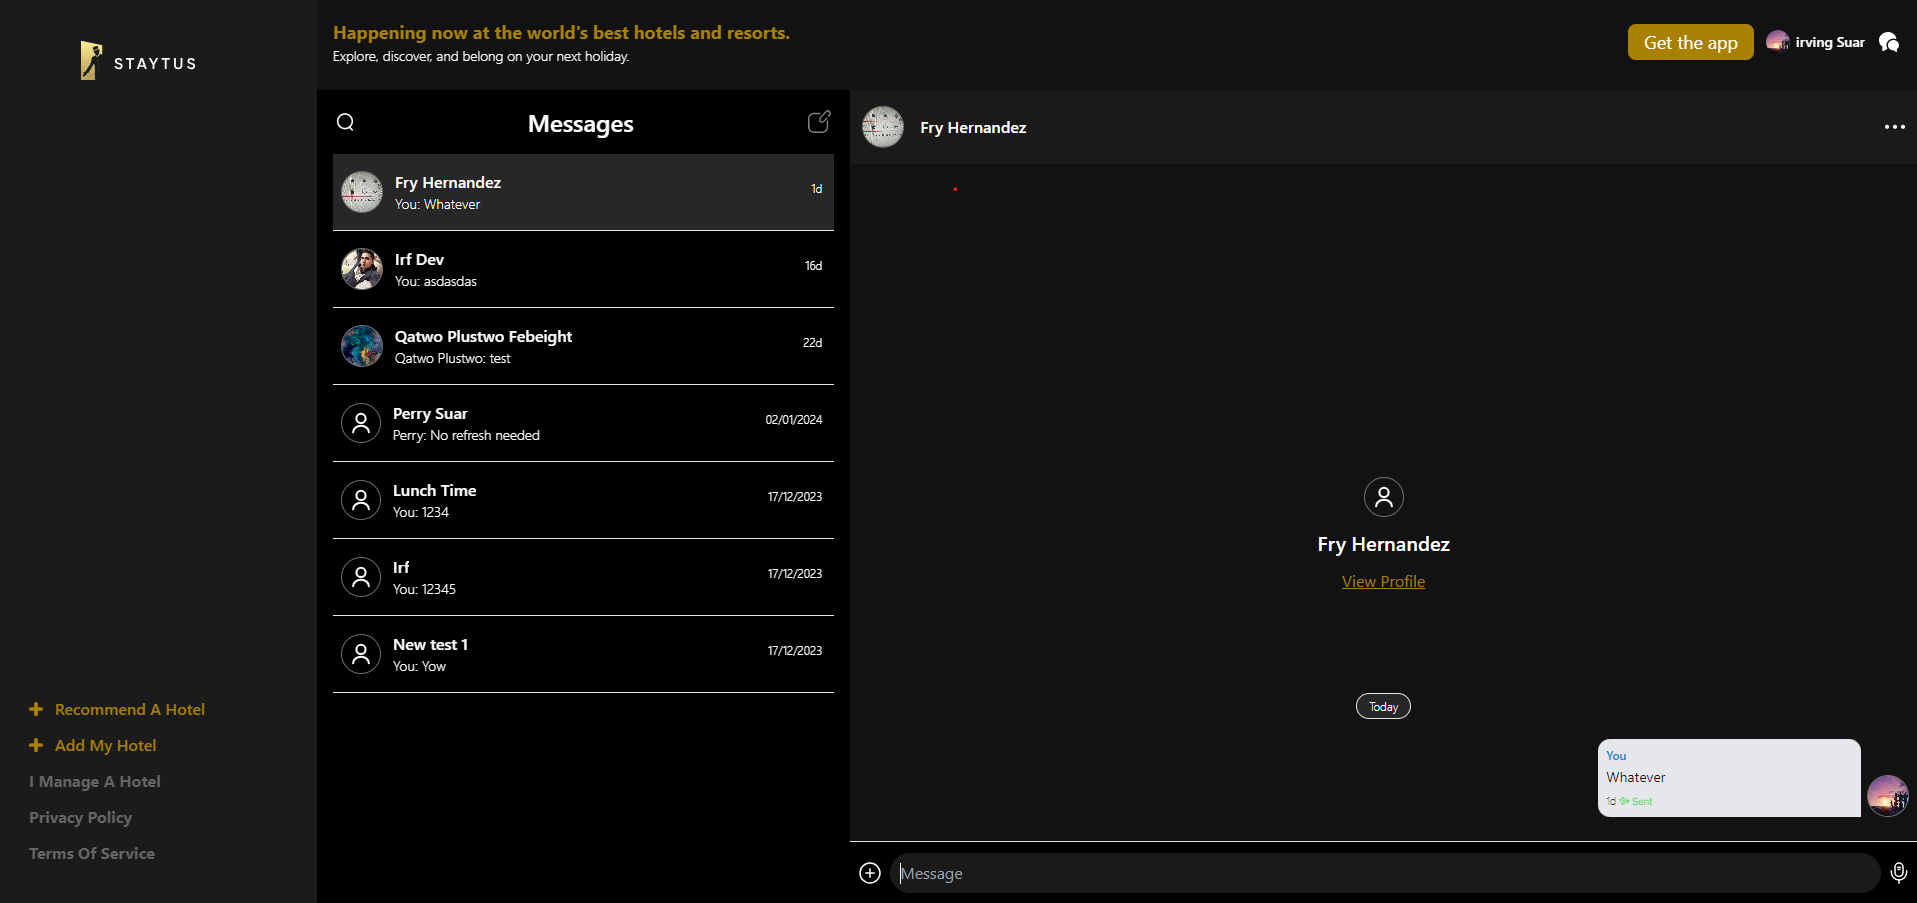 STAYTUS
Happening now at the world's best hotels and resorts.
Explore, discover, and belong on your next holiday.
Get the app
irving Suar
Messages
Fry Hernandez
You: Whatever
1d
Irf Dev
You: asdasdas
16d
Qatwo Plustwo Febeight
Qatwo Plustwo: test
22d
Perry Suar
Perry: No refresh needed
02/01/2024
Lunch Time
You: 1234
17/12/2023
Irf
You: 12345
17/12/2023
New test 1
You: Yow
17/12/2023
Recommend A Hotel
Add My Hotel
I Manage A Hotel
Privacy Policy
Terms Of Service
Fry Hernandez
Fry Hernandez
View Profile
Today
You
Whatever
1d Sent
Message